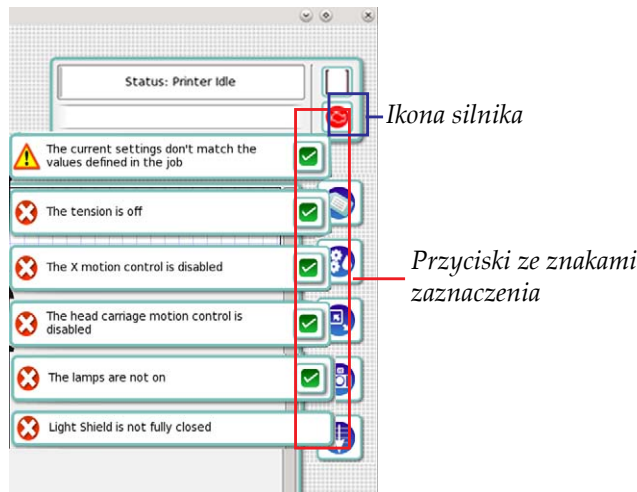 Status: Printer Idle
Ikona silnika
The current settings don't match the
values defined in the job
The tension is off
The X motion control is disabled
Przyciski ze znakami
zaznaczenia
The head carriage motion control is
disabled
The lamps are not on
Light Shield is not fully closed